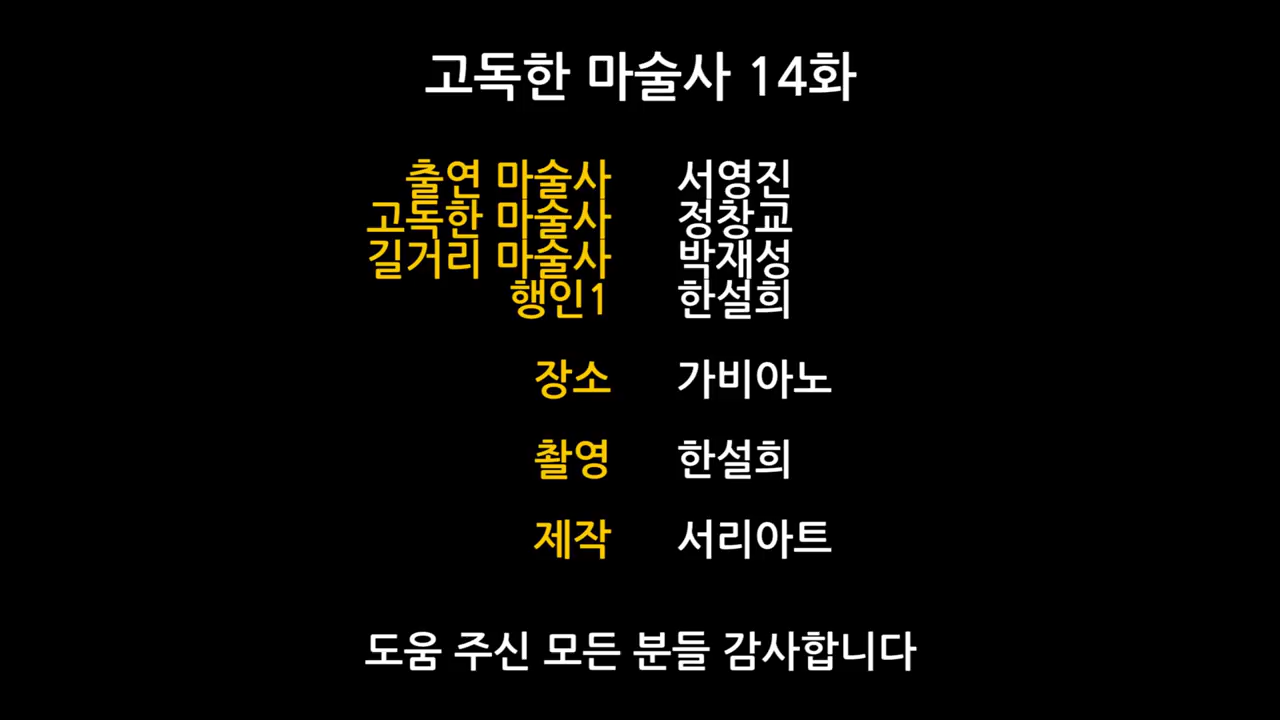 고독한 마술사 14화
출연 마술사 서영진
고독한 마술사 정창교
길거리 마술사 박재성
행인1 한설희
장소 가비아노
촬영 한설희
제작 서리아트
도움 주신 모든 분들 감사합니다